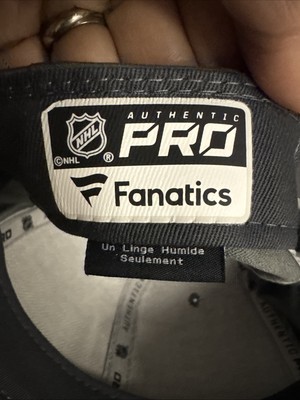 AUTHENTIC
NHL PRO
©NHL ®
Fanatics
Un Linge Humide
Seulement